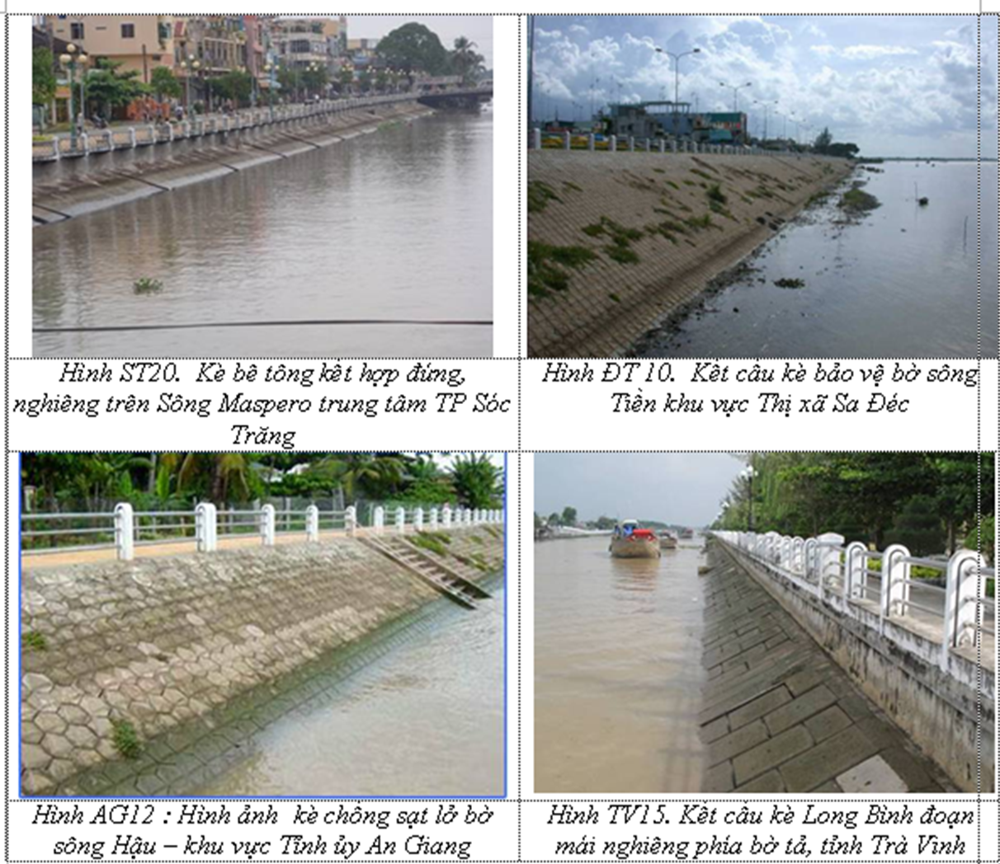 Hình ST20.  Kè bê tông kết hợp đứng,
nghiêng trên Sông Maspero trung tâm TP Sóc
Trăng
Hình ĐT 10.  Kết cấu kè bảo vệ bờ sông
Tiền khu vực Thị xã Sa Đéc
Hình AG12 : Hình ảnh  kè chống sạt lở bờ
sông Hậu – khu vực Tỉnh ủy An Giang
Hình TV15. Kết cấu kè Long Bình đoạn
mái nghiêng phía bờ tả, tỉnh Trà Vinh